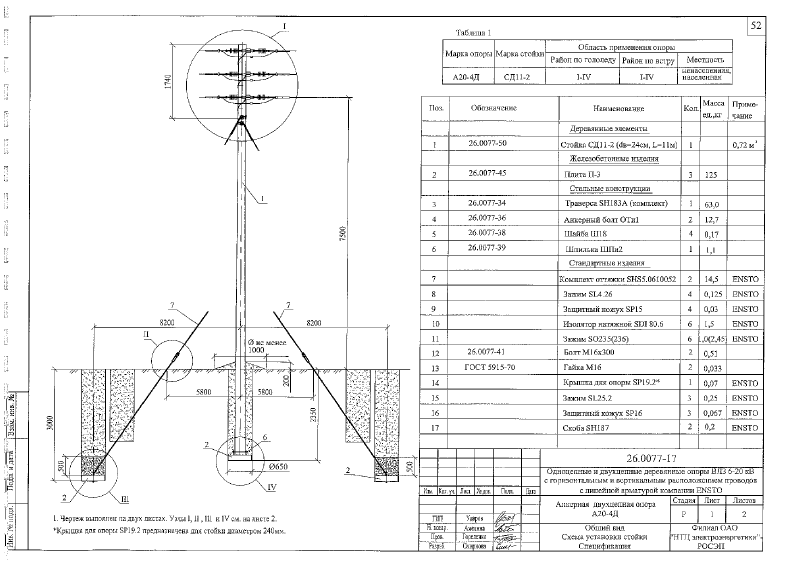 52
Таблица 1
Марка опоры Марка стойки Область применения опоры
Район по гололеду Район по ветру Местность
А20-4Д СД11-2 I-IV I-IV ненаселенная, населенная
Поз. Обозначение Наименование Кол. Масса ед.,кг Приме-чание
Деревянные элементы
1 26.0077-50 Стойка СД11-2 (dв=24см, L=11м) 1 0,72 м³
Железобетонные изделия
2 26.0077-45 Плита П-3 3 125
Стальные конструкции
3 26.0077-34 Траверса SH183A (комплект) 1 63,0
4 26.0077-36 Анкерный болт ОТи1 2 12,7
5 26.0077-38 Шайба Ш18 4 0,17
6 26.0077-39 Шпилька ШПи2 1 1,1
Стандартные изделия
7 Комплект оттяжки SHS5.0610052 2 14,5 ENSTO
8 Зажим SL4.26 4 0,125 ENSTO
9 Защитный кожух SP15 4 0,03 ENSTO
10 Изолятор натяжной SDI 80.6 6 1,5 ENSTO
11 Зажим SO235(236) 6 1,0(2,45) ENSTO
12 26.0077-41 Болт М16х300 2 0,51
13 ГОСТ 5915-70 Гайка М16 2 0,033
14 Крышка для опоры SP19.2* 1 0,07 ENSTO
15 Зажим SL25.2 3 0,25 ENSTO
16 Защитный кожух SP16 3 0,067 ENSTO
17 Скоба SH187 2 0,2 ENSTO
I
1740
1
7500
7
7
8200
8200
II
Ø не менее
1000
200
5800
5800
2350
3000
500
500
2
6
2
2
Ø650
III
IV
1. Чертеж выполнен на двух листах. Узлы I, II, III, и IV см. на листе 2.
*Крышка для опоры SP19.2 предназначена для стойки диаметром 240мм.
26.0077-17
Одноцепные и двухцепные деревянные опоры ВЛЗ 6-20 кВ
с горизонтальным и вертикальным расположением проводов
с линейной арматурой компании ENSTO
Изм. Кол.уч. Лист №док. Подп. Дата
Анкерная двухцепная опора
А20-4Д
Стадия Лист Листов
Р 1 2
ГИП Ударов
Н. контр. Амелина
Пров.
Разраб. Смирнова
Общий вид
Схема установки стойки
Спецификация
Филиал ОАО
"НТЦ электроэнергетики"-
РОСЭП
Взам. инв. №
Подп. и дата
Инв. № подл.